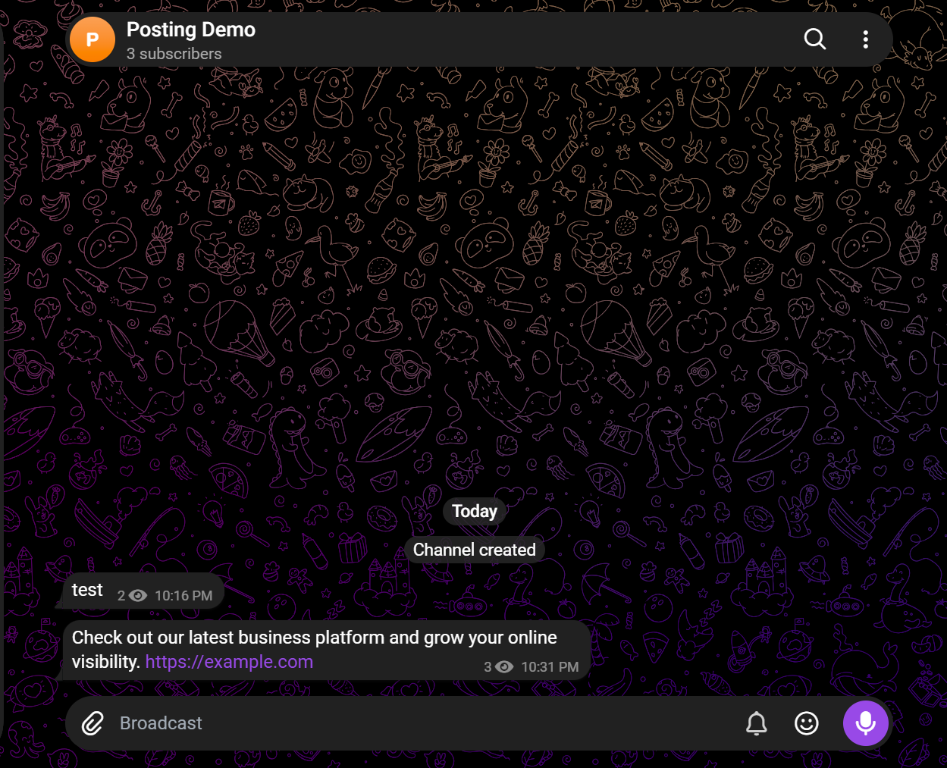 P
Posting Demo
3 subscribers
Today
Channel created
test
2 10:16 PM
Check out our latest business platform and grow your online
visibility. https://example.com
3 10:31 PM
Broadcast